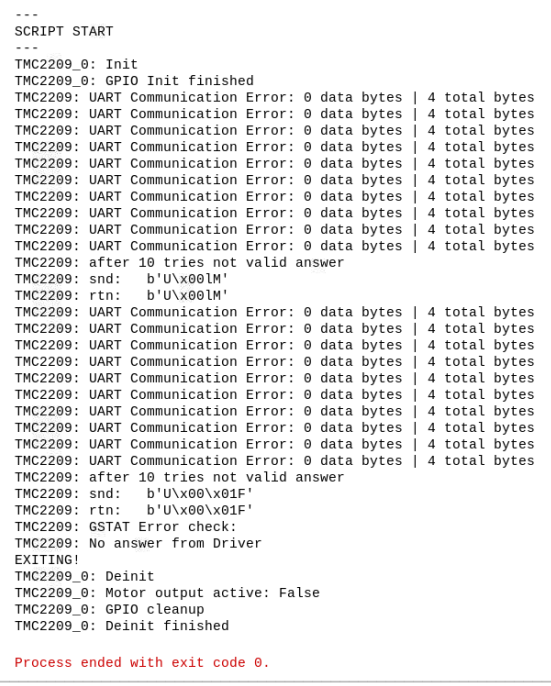 ---
SCRIPT START
---
TMC2209_0: Init
TMC2209_0: GPIO Init finished
TMC2209: UART Communication Error: 0 data bytes | 4 total bytes
TMC2209: UART Communication Error: 0 data bytes | 4 total bytes
TMC2209: UART Communication Error: 0 data bytes | 4 total bytes
TMC2209: UART Communication Error: 0 data bytes | 4 total bytes
TMC2209: UART Communication Error: 0 data bytes | 4 total bytes
TMC2209: UART Communication Error: 0 data bytes | 4 total bytes
TMC2209: UART Communication Error: 0 data bytes | 4 total bytes
TMC2209: UART Communication Error: 0 data bytes | 4 total bytes
TMC2209: UART Communication Error: 0 data bytes | 4 total bytes
TMC2209: UART Communication Error: 0 data bytes | 4 total bytes
TMC2209: after 10 tries not valid answer
TMC2209: snd:   b'U\x00lM'
TMC2209: rtn:   b'U\x00lM'
TMC2209: UART Communication Error: 0 data bytes | 4 total bytes
TMC2209: UART Communication Error: 0 data bytes | 4 total bytes
TMC2209: UART Communication Error: 0 data bytes | 4 total bytes
TMC2209: UART Communication Error: 0 data bytes | 4 total bytes
TMC2209: UART Communication Error: 0 data bytes | 4 total bytes
TMC2209: UART Communication Error: 0 data bytes | 4 total bytes
TMC2209: UART Communication Error: 0 data bytes | 4 total bytes
TMC2209: UART Communication Error: 0 data bytes | 4 total bytes
TMC2209: UART Communication Error: 0 data bytes | 4 total bytes
TMC2209: UART Communication Error: 0 data bytes | 4 total bytes
TMC2209: after 10 tries not valid answer
TMC2209: snd:   b'U\x00\x01F'
TMC2209: rtn:   b'U\x00\x01F'
TMC2209: GSTAT Error check:
TMC2209: No answer from Driver
EXITING!
TMC2209_0: Deinit
TMC2209_0: Motor output active: False
TMC2209_0: GPIO cleanup
TMC2209_0: Deinit finished
Process ended with exit code 0.